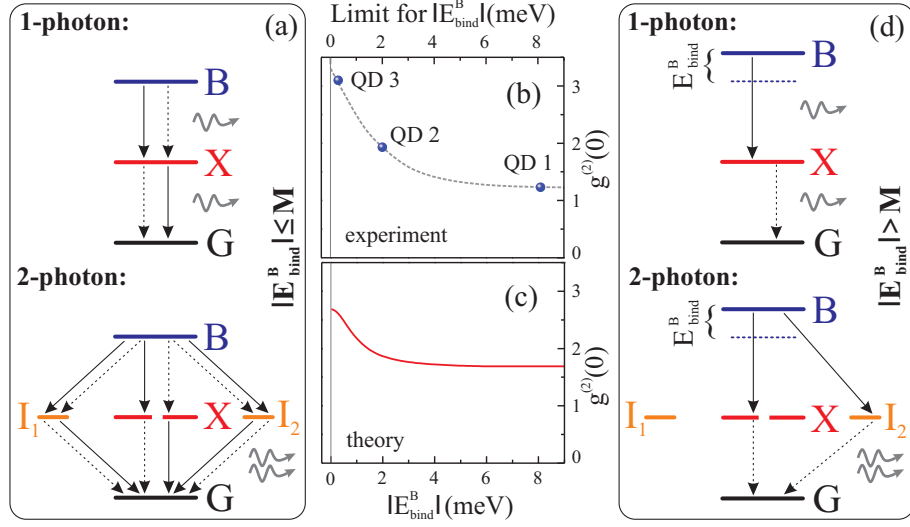 1-photon:
(a)
B
X
G
2-photon:
B
I₁
X
I₂
G
|E^B_bind| ≤ M
Limit for |E^B_bind| (meV)
0 2 4 6 8
QD 3
(b)
QD 2
QD 1
experiment
3
2
1
0
g⁽²⁾(0)
(c)
theory
3
2
1
0
g⁽²⁾(0)
0 2 4 6 8
|E^B_bind| (meV)
1-photon:
(d)
E^B_bind {
B
X
G
2-photon:
E^B_bind {
B
I₁
X
I₂
G
|E^B_bind| > M